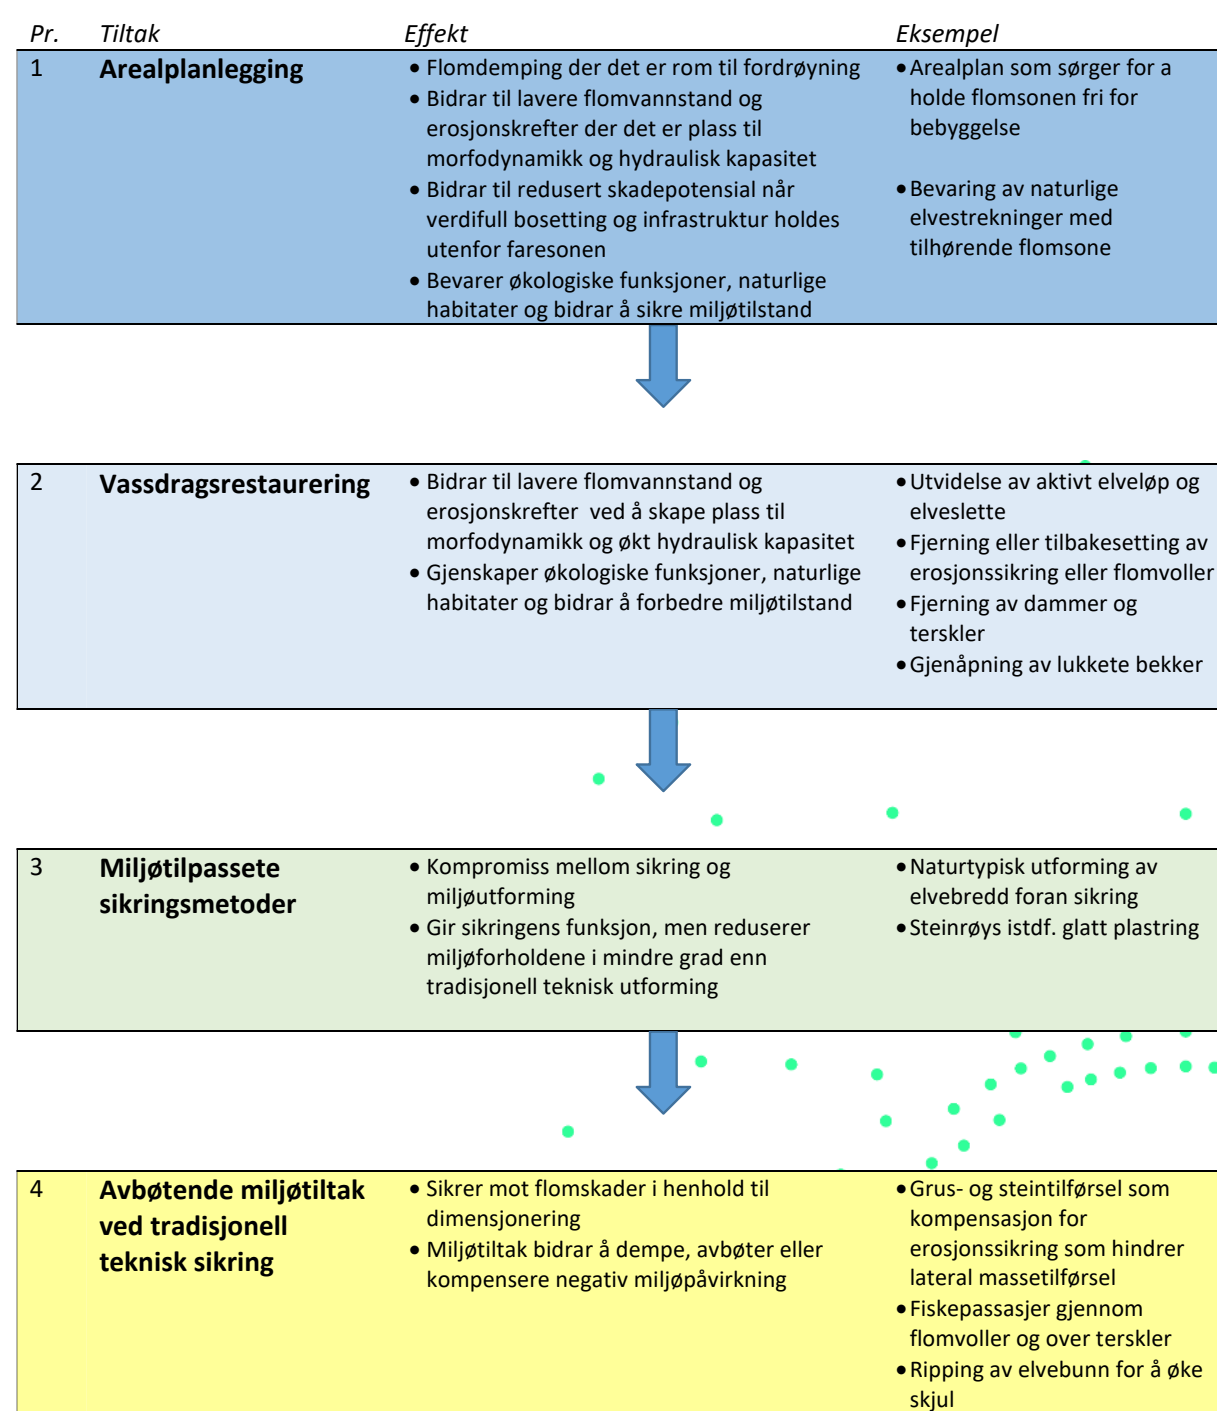 Pr. Tiltak Effekt Eksempel
1 Arealplanlegging
• Flomdemping der det er rom til fordrøyning
• Bidrar til lavere flomvannstand og
erosjonskrefter der det er plass til
morfodynamikk og hydraulisk kapasitet
• Bidrar til redusert skadepotensial når
verdifull bosetting og infrastruktur holdes
utenfor faresonen
• Bevarer økologiske funksjoner, naturlige
habitater og bidrar å sikre miljøtilstand
• Arealplan som sørger for a
holde flomsonen fri for
bebyggelse
• Bevaring av naturlige
elvestrekninger med
tilhørende flomsone
2 Vassdragsrestaurering
• Bidrar til lavere flomvannstand og
erosjonskrefter ved å skape plass til
morfodynamikk og økt hydraulisk kapasitet
• Gjenskaper økologiske funksjoner, naturlige
habitater og bidrar å forbedre miljøtilstand
• Utvidelse av aktivt elveløp og
elveslette
• Fjerning eller tilbakesetting av
erosjonssikring eller flomvoller
• Fjerning av dammer og
terskler
• Gjenåpning av lukkete bekker
3 Miljøtilpassete
sikringsmetoder
• Kompromiss mellom sikring og
miljøutforming
• Gir sikringens funksjon, men reduserer
miljøforholdene i mindre grad enn
tradisjonell teknisk utforming
• Naturtypisk utforming av
elvebredd foran sikring
• Steinrøys istdf. glatt plastring
4 Avbøtende miljøtiltak
ved tradisjonell
teknisk sikring
• Sikrer mot flomskader i henhold til
dimensjonering
• Miljøtiltak bidrar å dempe, avbøter eller
kompensere negativ miljøpåvirkning
• Grus- og steintilførsel som
kompensasjon for
erosjonssikring som hindrer
lateral massetilførsel
• Fiskepassasjer gjennom
flomvoller og over terskler
• Ripping av elvebunn for å øke
skjul